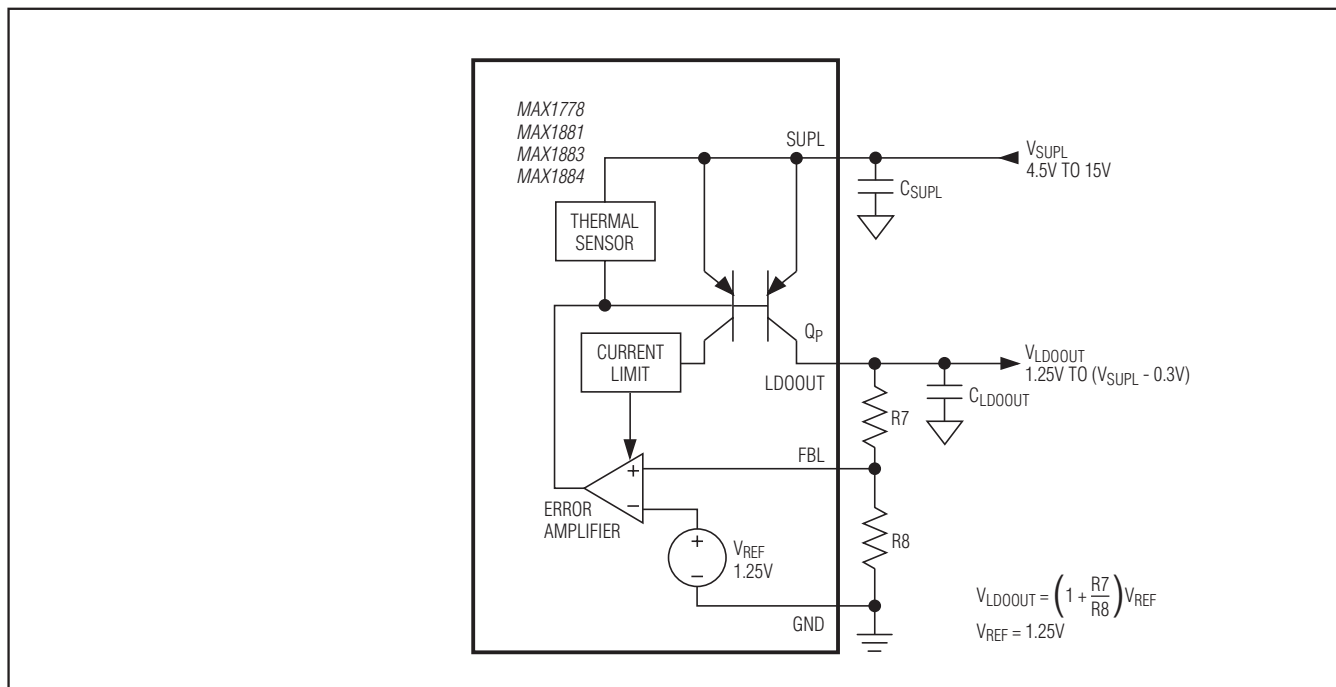 MAX1778
MAX1881
MAX1883
MAX1884
SUPL
VSUPL
4.5V TO 15V
CSUPL
THERMAL
SENSOR
QP
CURRENT
LIMIT
LDOOUT
VLDOOUT
1.25V TO (VSUPL - 0.3V)
CLDOOUT
R7
FBL
+
−
ERROR
AMPLIFIER
+
−
VREF
1.25V
R8
GND
VLDOOUT = (1 + R7/R8) VREF
VREF = 1.25V